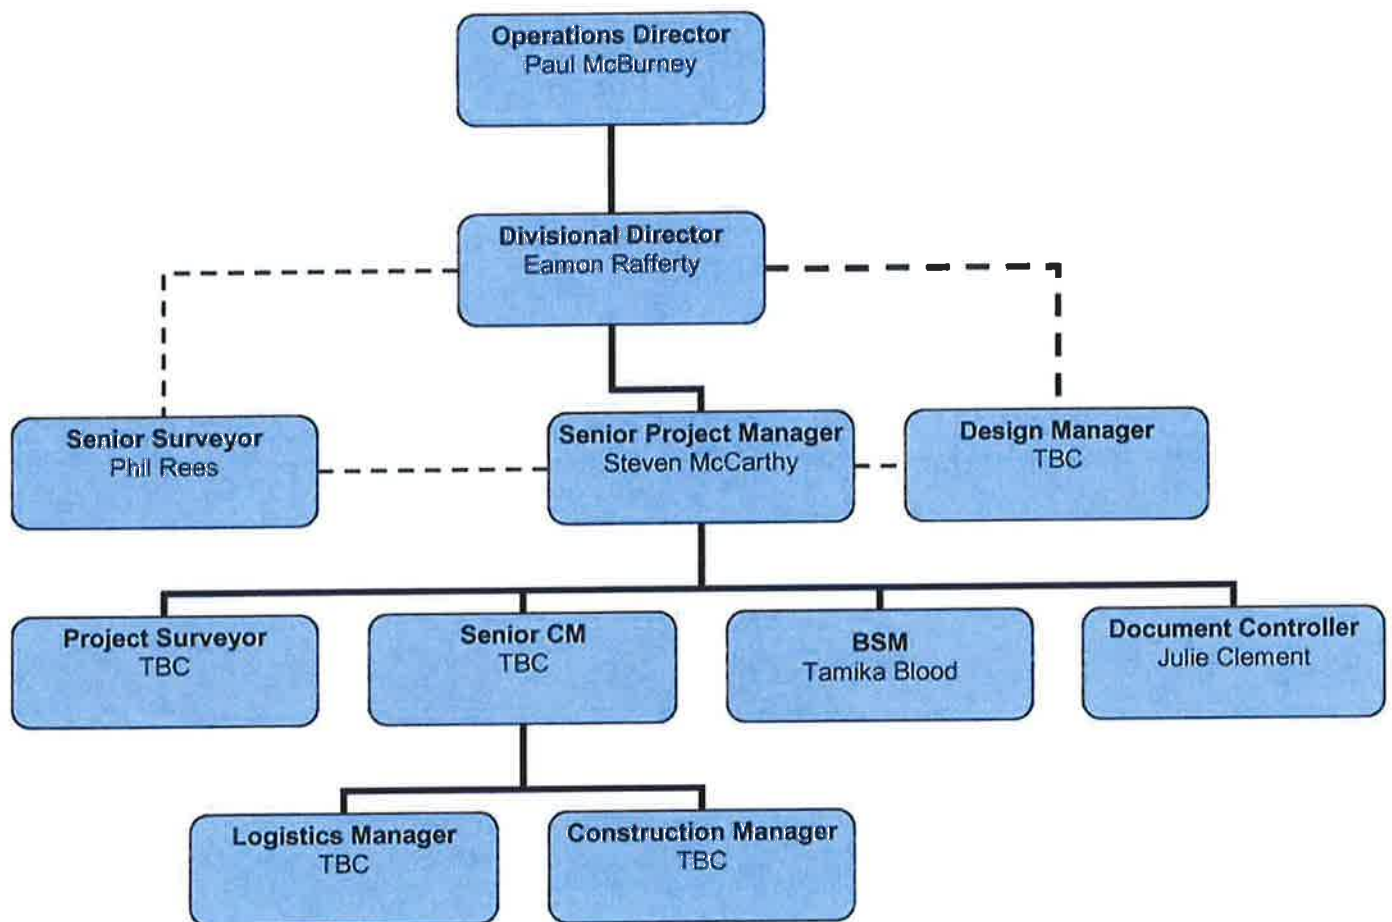 Operations Director
Paul McBurney
Divisional Director
Eamon Rafferty
Senior Surveyor
Phil Rees
Senior Project Manager
Steven McCarthy
Design Manager
TBC
Project Surveyor
TBC
Senior CM
TBC
BSM
Tamika Blood
Document Controller
Julie Clement
Logistics Manager
TBC
Construction Manager
TBC